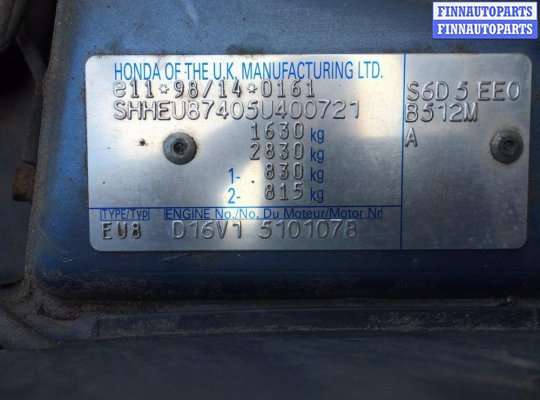 FINNAUTOPARTS
FINNAUTOPARTS
FINNAUTOPARTS
HONDA OF THE U.K. MANUFACTURING LTD.
e11*98/14*0161
SHHEU87405U400721
1630 kg
2830 kg
1- 830 kg
2- 815 kg
S6D 5 EE0
B512M
A
TYPE/TYP ENGINE No./No. Du Moteur/Motor Nr
EU8 D16V1 5101078